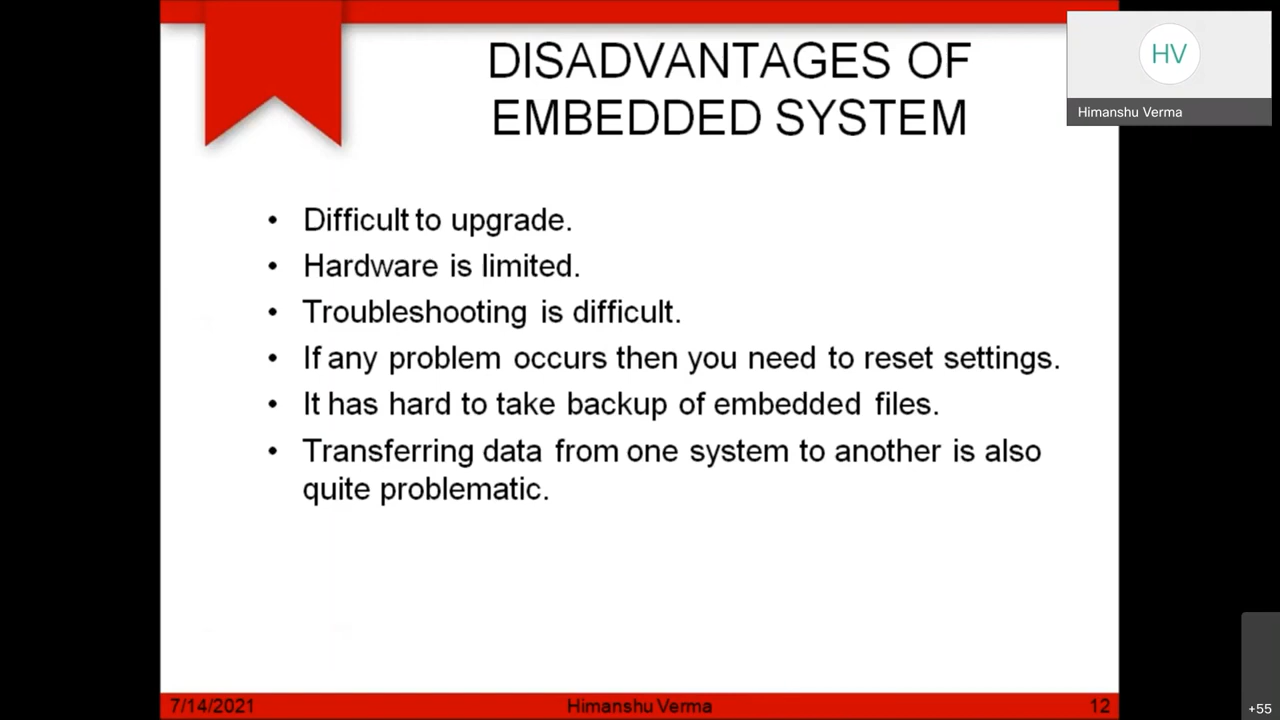 DISADVANTAGES OF
EMBEDDED SYSTEM
HV
Himanshu Verma
• Difficult to upgrade.
• Hardware is limited.
• Troubleshooting is difficult.
• If any problem occurs then you need to reset settings.
• It has hard to take backup of embedded files.
• Transferring data from one system to another is also
quite problematic.
7/14/2021
Himanshu Verma
12
+55